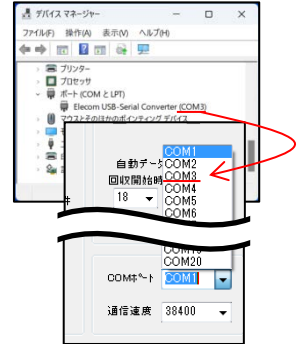 デバイス マネージャー
ファイル(F) 操作(A) 表示(V) ヘルプ(H)
プリンター
プロセッサ
ポート (COM と LPT)
Elecom USB-Serial Converter (COM3)
マウスとそのほかのポインティング デバイス
自動データ
回収開始時
18
COM1
COM2
COM3
COM4
COM5
COM6
COM20
COMポート
COM1
通信速度
38400